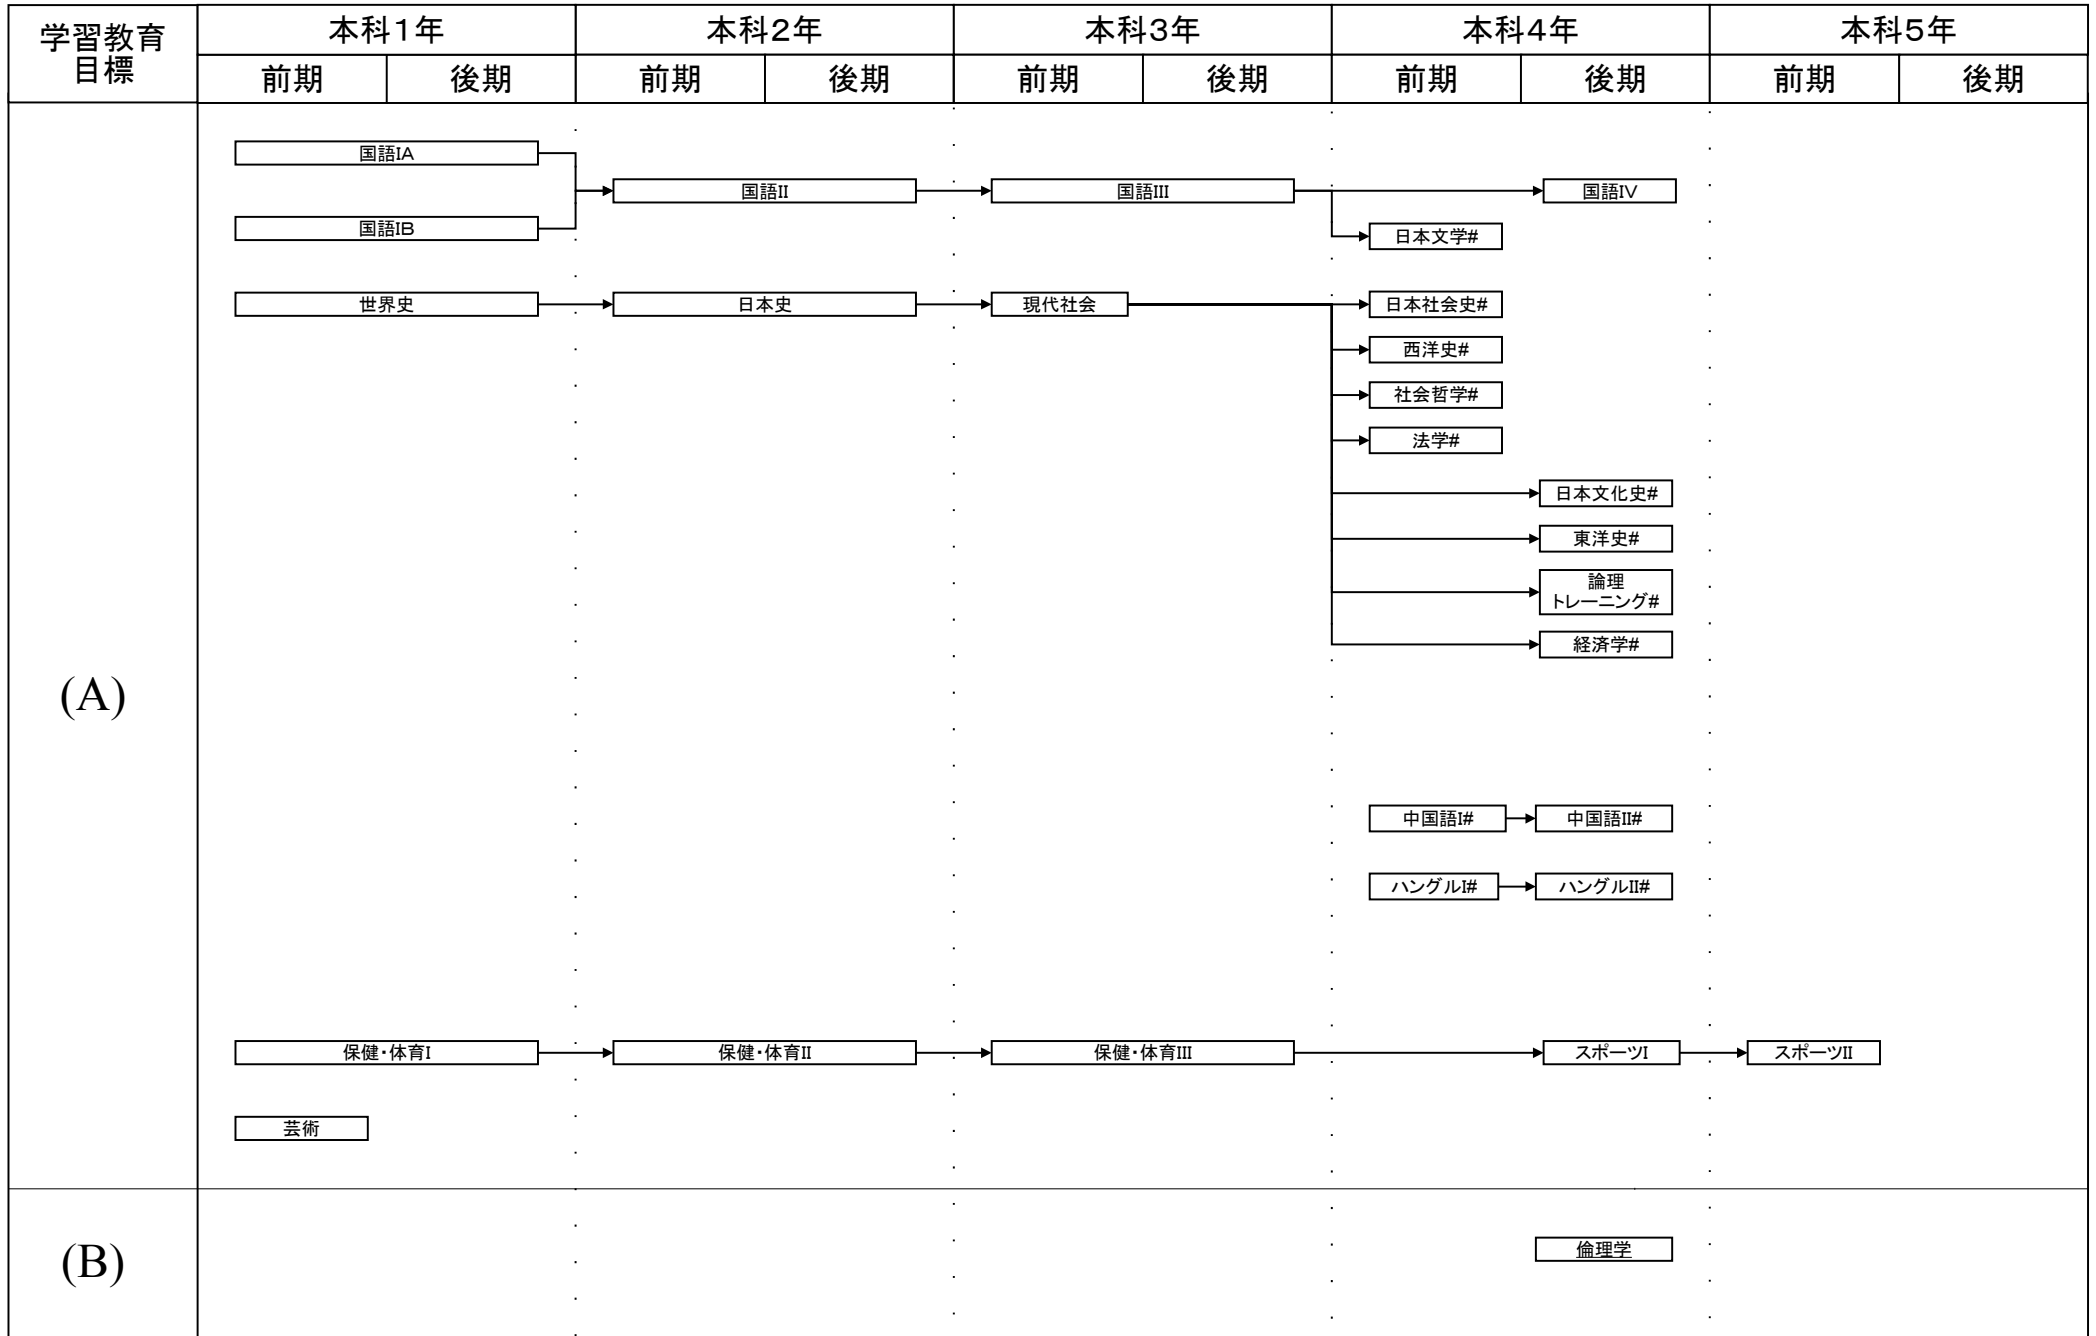 学習教育
目標
本科1年
本科2年
本科3年
本科4年
本科5年
前期
後期
前期
後期
前期
後期
前期
後期
前期
後期
(A)
国語IA
国語II
国語III
国語IV
国語IB
日本文学#
世界史
日本史
現代社会
日本社会史#
西洋史#
社会哲学#
法学#
日本文化史#
東洋史#
論理
トレーニング#
経済学#
中国語I#
中国語II#
ハングルI#
ハングルII#
保健・体育I
保健・体育II
保健・体育III
スポーツI
スポーツII
芸術
(B)
倫理学